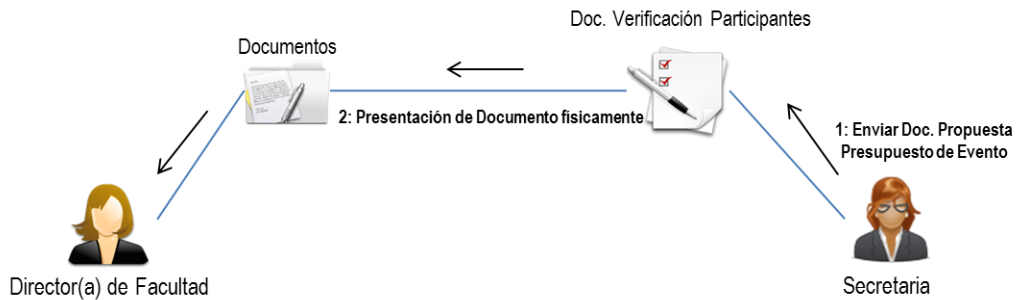 Doc. Verificación Participantes
Documentos
2: Presentación de Documento fisicamente
1: Enviar Doc. Propuesta
Presupuesto de Evento
Director(a) de Facultad
Secretaria